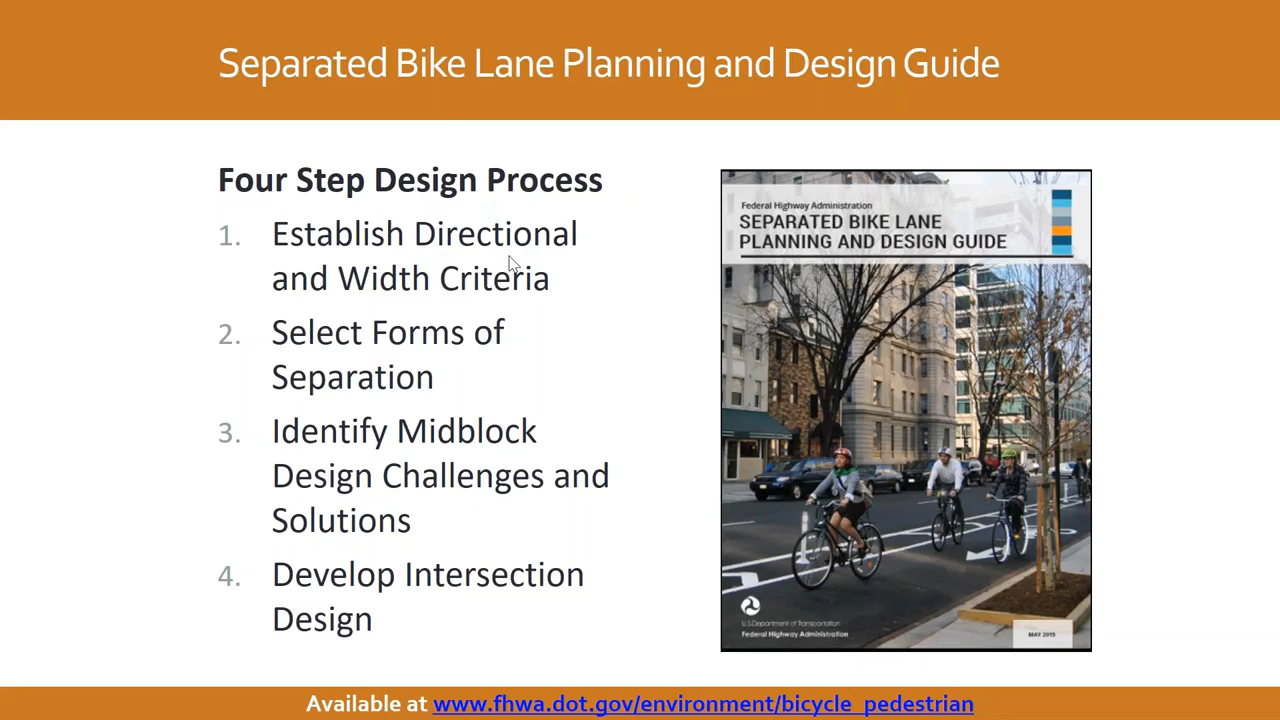 Separated Bike Lane Planning and Design Guide
Four Step Design Process
1. Establish Directional
and Width Criteria
2. Select Forms of
Separation
3. Identify Midblock
Design Challenges and
Solutions
4. Develop Intersection
Design
Federal Highway Administration
SEPARATED BIKE LANE
PLANNING AND DESIGN GUIDE
U.S.Department of Transportation
Federal Highway Administration
MAY 2015
Available at www.fhwa.dot.gov/environment/bicycle_pedestrian